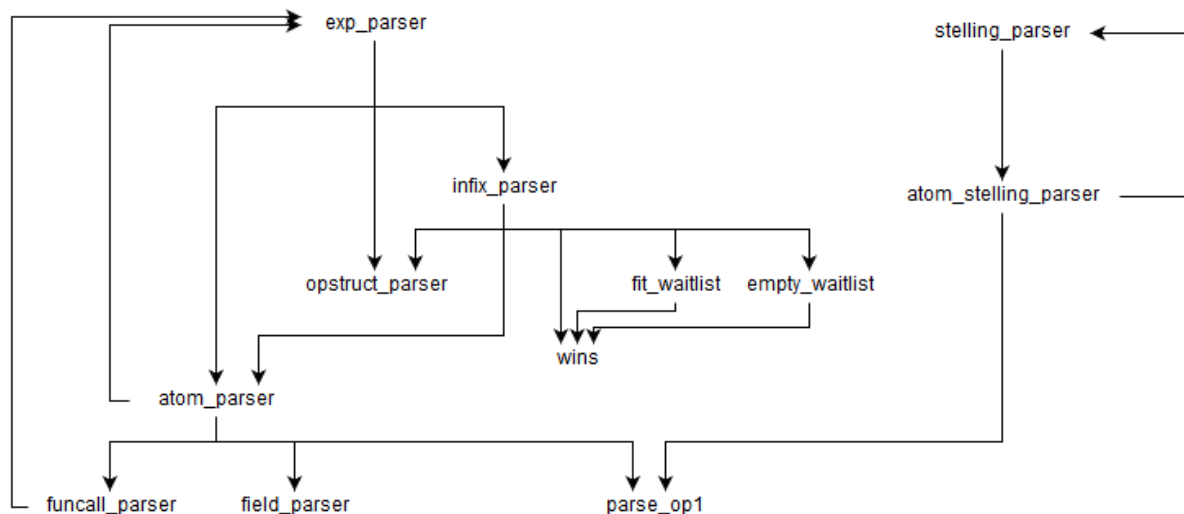 exp_parser
stelling_parser
infix_parser
atom_stelling_parser
opstruct_parser
fit_waitlist
empty_waitlist
wins
atom_parser
funcall_parser
field_parser
parse_op1